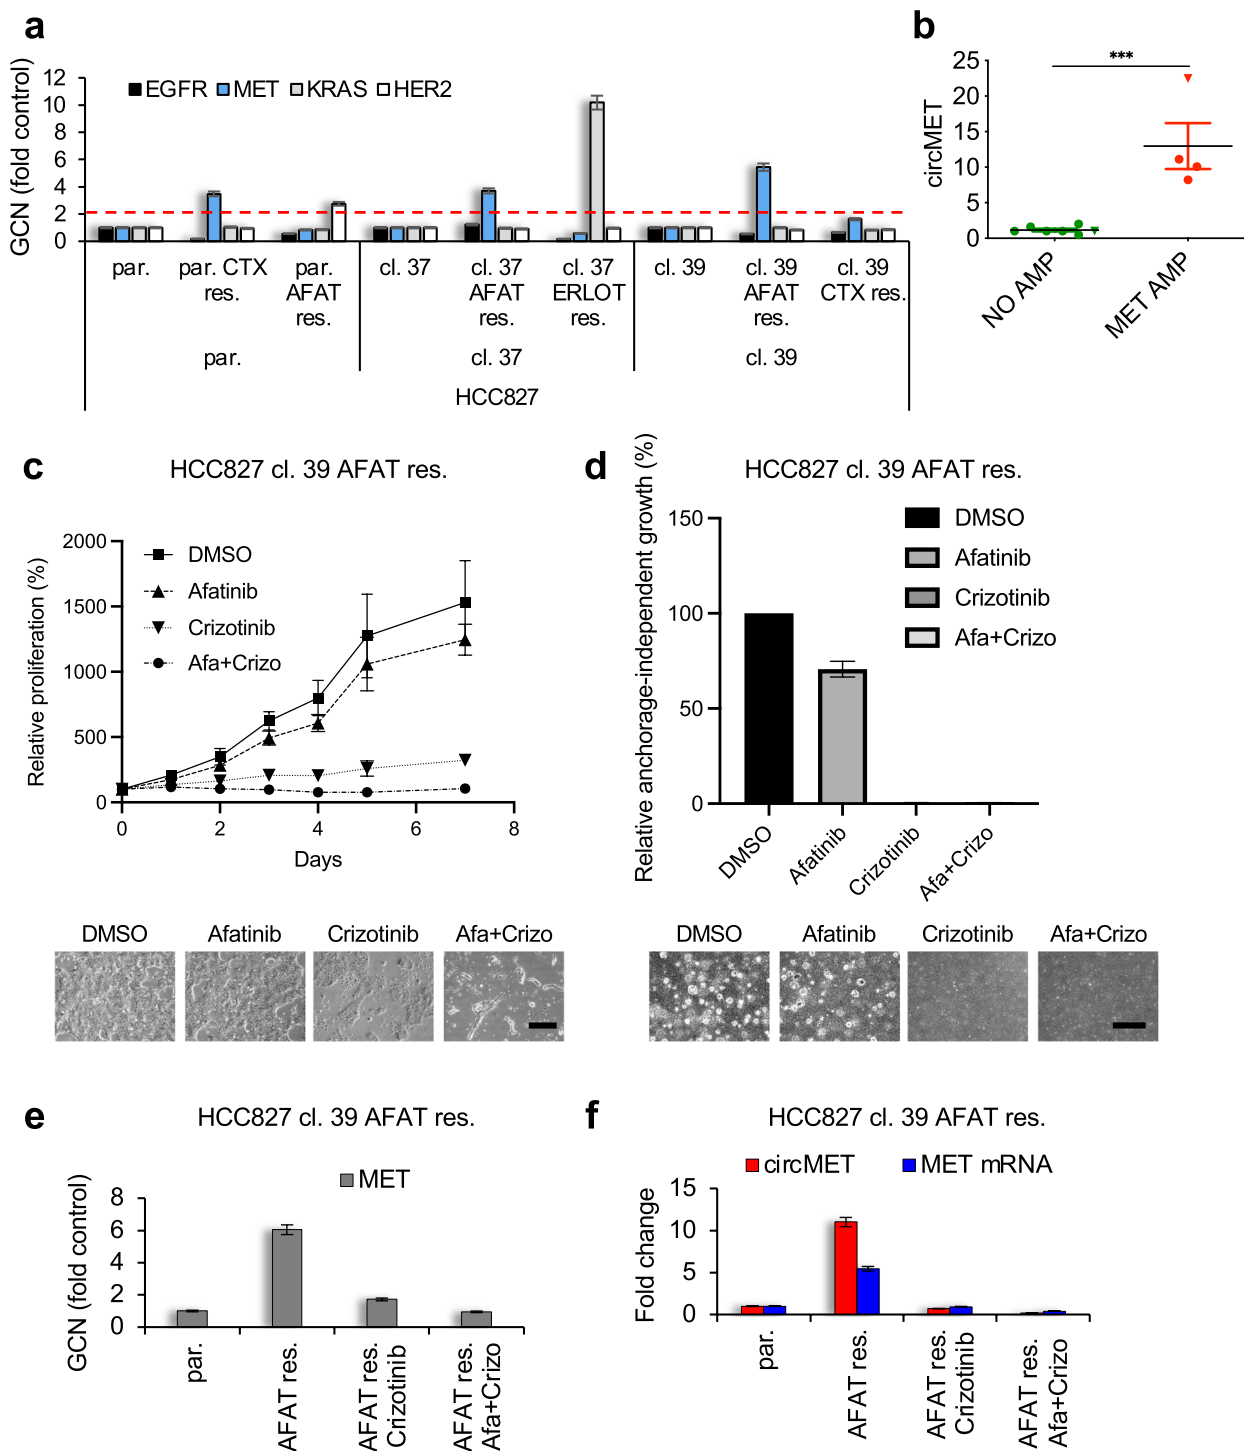 a
12
10
8
6
4
2
0
GCN (fold control)
EGFR MET KRAS HER2
par.
par. CTX
res.
par.
AFAT
res.
cl. 37
cl. 37
AFAT
res.
cl. 37
ERLOT
res.
cl. 39
cl. 39
AFAT
res.
cl. 39
CTX res.
par.
cl. 37
cl. 39
HCC827
b
***
25
20
15
10
5
0
circMET
NO AMP
MET AMP
c
HCC827 cl. 39 AFAT res.
2000
1500
1000
500
0
Relative proliferation (%)
DMSO
Afatinib
Crizotinib
Afa+Crizo
0 2 4 6 8
Days
DMSO Afatinib Crizotinib Afa+Crizo
d
HCC827 cl. 39 AFAT res.
150
100
50
0
Relative anchorage-independent growth (%)
DMSO
Afatinib
Crizotinib
Afa+Crizo
DMSO
Afatinib
Crizotinib
Afa+Crizo
DMSO Afatinib Crizotinib Afa+Crizo
e
HCC827 cl. 39 AFAT res.
MET
8
6
4
2
0
GCN (fold control)
par.
AFAT res.
AFAT res.
Crizotinib
AFAT res.
Afa+Crizo
f
HCC827 cl. 39 AFAT res.
circMET MET mRNA
15
10
5
0
Fold change
par.
AFAT res.
AFAT res.
Crizotinib
AFAT res.
Afa+Crizo